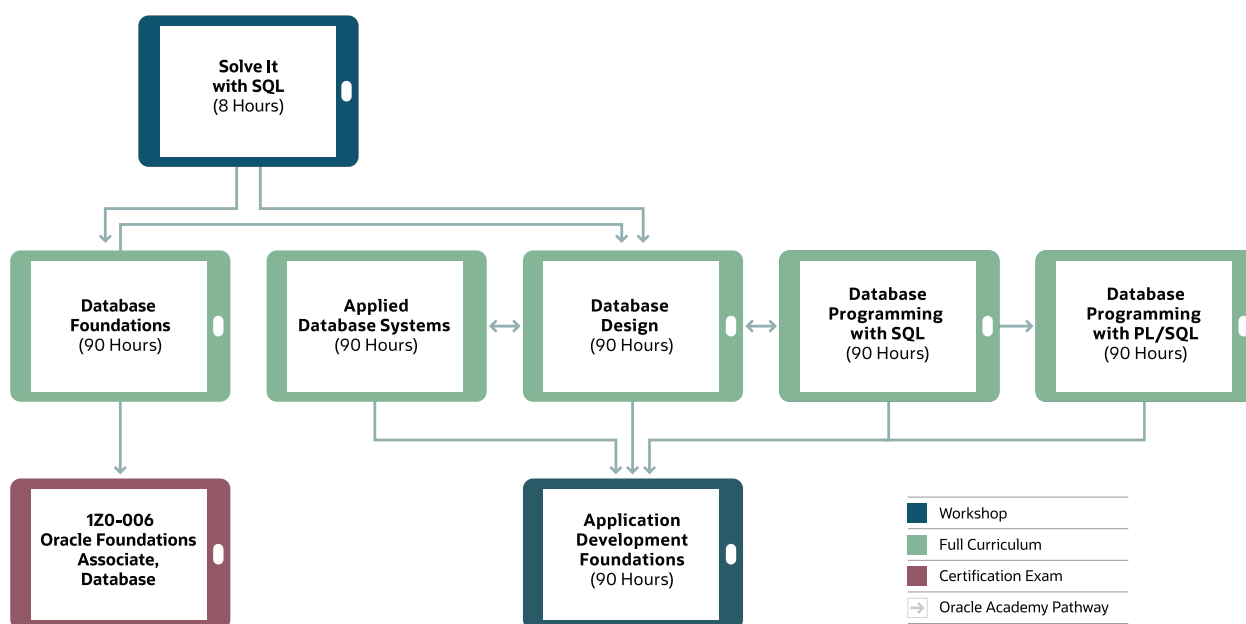 Solve It
with SQL
(8 Hours)
Database
Foundations
(90 Hours)
Applied
Database Systems
(90 Hours)
Database
Design
(90 Hours)
Database
Programming
with SQL
(90 Hours)
Database
Programming
with PL/SQL
(90 Hours)
1Z0-006
Oracle Foundations
Associate,
Database
Application
Development
Foundations
(90 Hours)
Workshop
Full Curriculum
Certification Exam
Oracle Academy Pathway